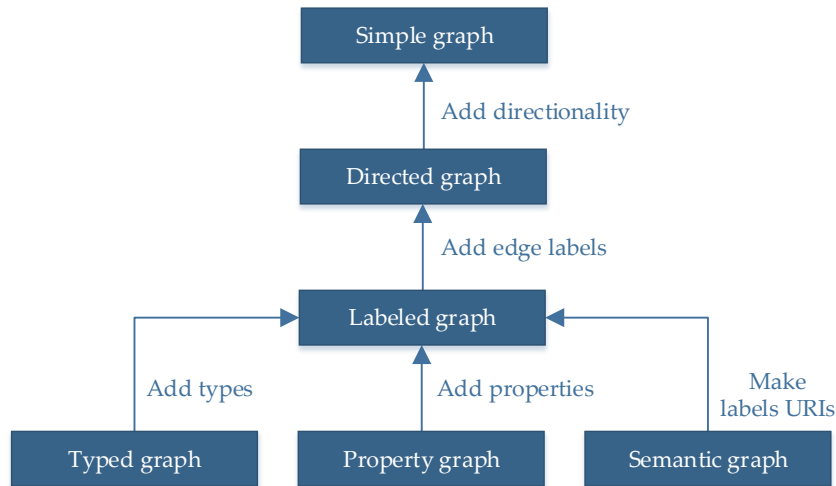 Simple graph
Add directionality
Directed graph
Add edge labels
Labeled graph
Add types
Add properties
Make
labels URIs
Typed graph
Property graph
Semantic graph